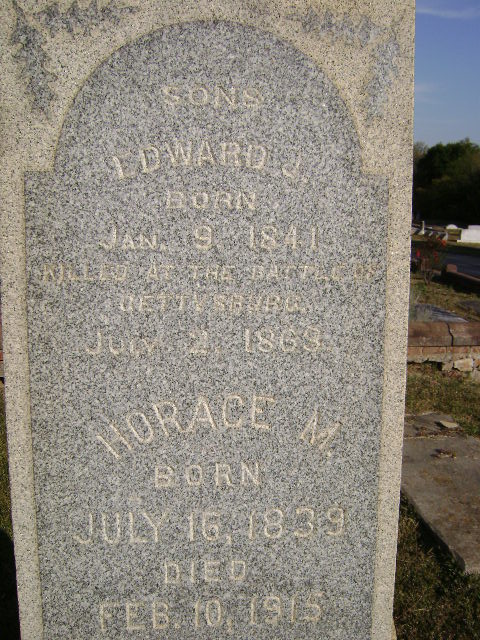 SONS
EDWARD J.
BORN
JAN. 9. 1841.
KILLED AT THE BATTLE OF
GETTYSBURG.
JULY 2. 1863
HORACE M.
BORN
JULY 16, 1839
DIED
FEB. 10, 1915